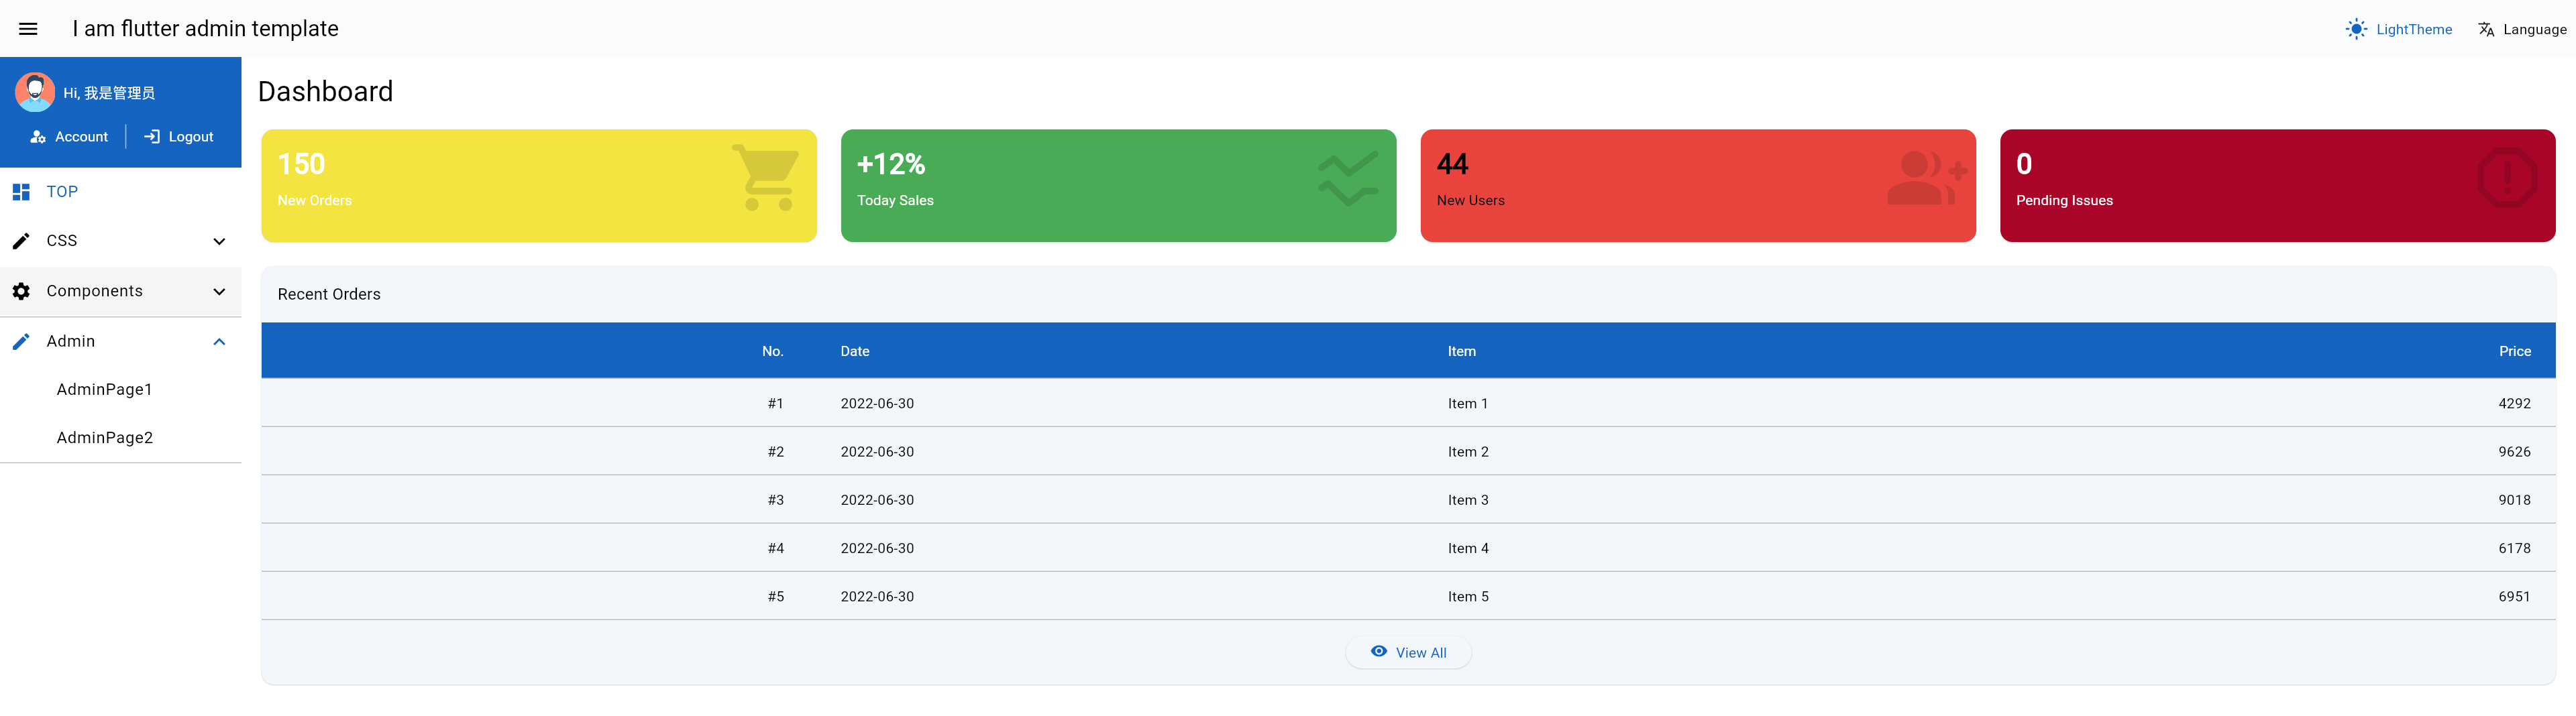 I am flutter admin template
LightTheme
Language
Hi, 我是管理员
Account
Logout
TOP
CSS
Components
Admin
AdminPage1
AdminPage2
Dashboard
150
New Orders
+12%
Today Sales
44
New Users
0
Pending Issues
Recent Orders
No. Date Item Price
#1 2022-06-30 Item 1 4292
#2 2022-06-30 Item 2 9626
#3 2022-06-30 Item 3 9018
#4 2022-06-30 Item 4 6178
#5 2022-06-30 Item 5 6951
View All